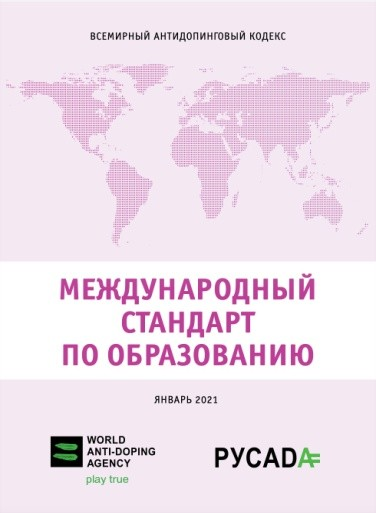 ВСЕМИРНЫЙ АНТИДОПИНГОВЫЙ КОДЕКС
МЕЖДУНАРОДНЫЙ
СТАНДАРТ
ПО ОБРАЗОВАНИЮ
ЯНВАРЬ 2021
WORLD
ANTI-DOPING
AGENCY
play true
РУСАДА